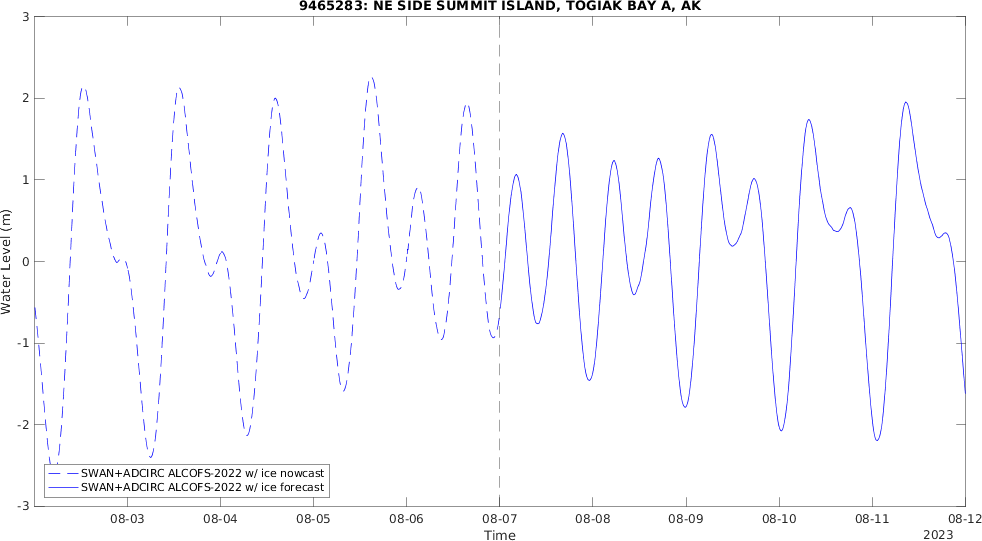 9465283: NE SIDE SUMMIT ISLAND, TOGIAK BAY A, AK
3
2
1
0
-1
-2
-3
Water Level (m)
SWAN+ADCIRC ALCOFS-2022 w/ ice nowcast
SWAN+ADCIRC ALCOFS-2022 w/ ice forecast
08-03 08-04 08-05 08-06 08-07 08-08 08-09 08-10 08-11 08-12
Time
2023